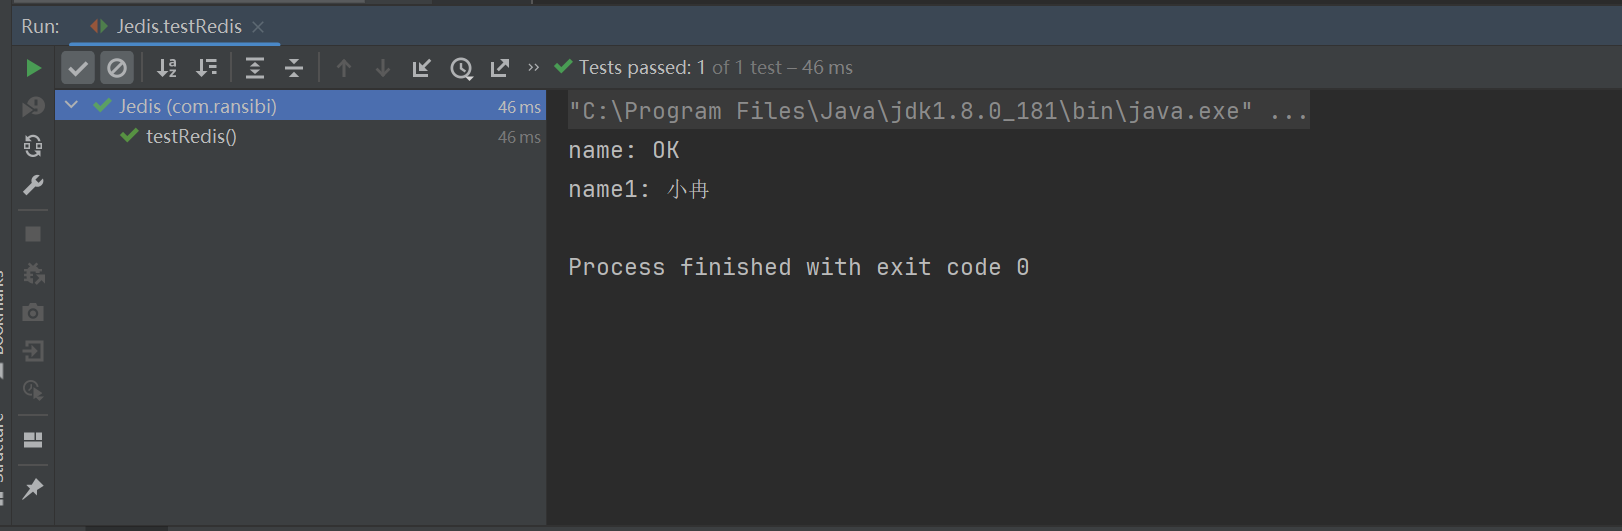 Run: Jedis.testRedis
Tests passed: 1 of 1 test – 46 ms
Jedis (com.ransibi) 46 ms
testRedis() 46 ms
"C:\Program Files\Java\jdk1.8.0_181\bin\java.exe" ...
name: OK
name1: 小冉
Process finished with exit code 0
Structure